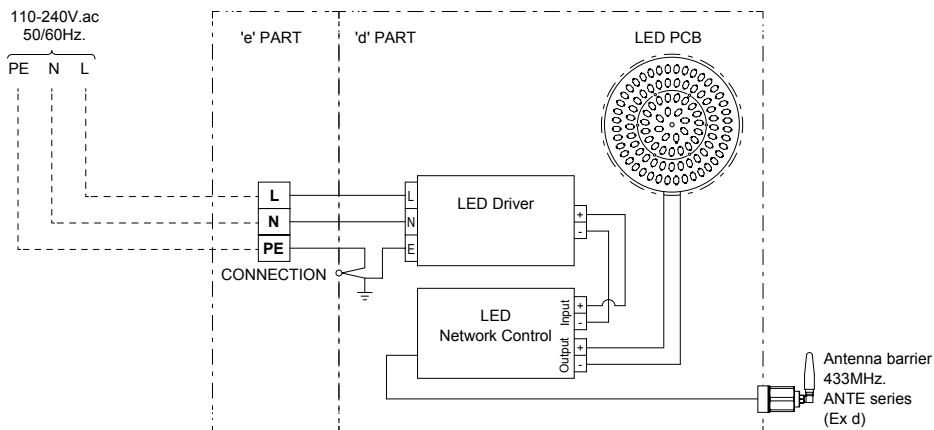 110-240V.ac
50/60Hz.
PE N L
'e' PART
'd' PART
LED PCB
L
N
PE
CONNECTION
L
N
E
LED Driver
+
-
LED
Network Control
Input
+
-
Output
+
-
Antenna barrier
433MHz.
ANTE series
(Ex d)